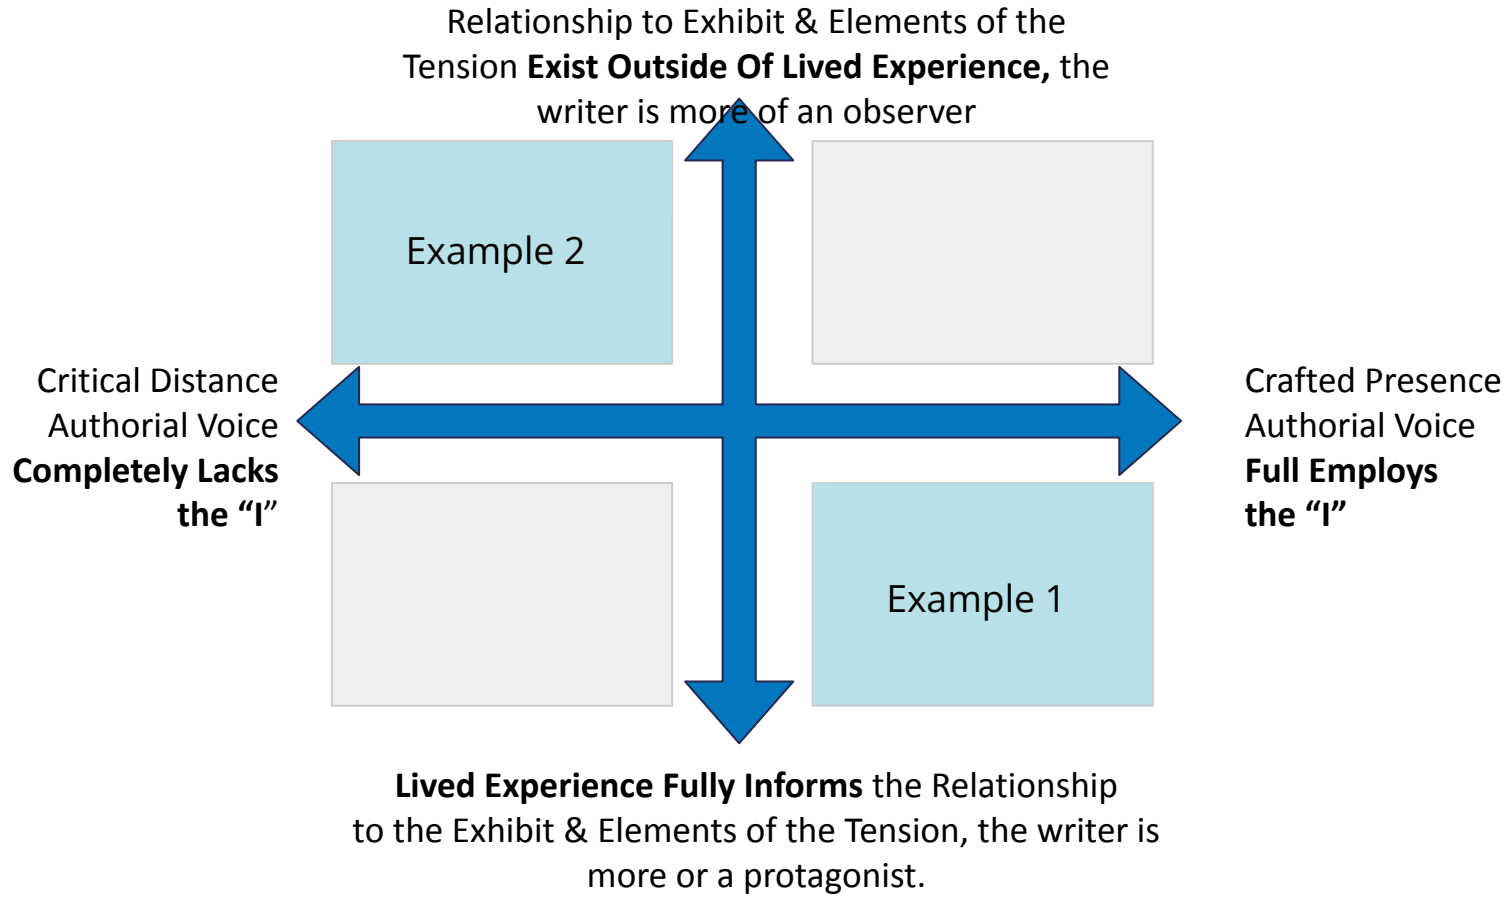 Relationship to Exhibit & Elements of the
Tension Exist Outside Of Lived Experience, the
writer is more of an observer
Example 2
Critical Distance
Authorial Voice
Completely Lacks
the “I”
Crafted Presence
Authorial Voice
Full Employs
the “I”
Example 1
Lived Experience Fully Informs the Relationship
to the Exhibit & Elements of the Tension, the writer is
more or a protagonist.